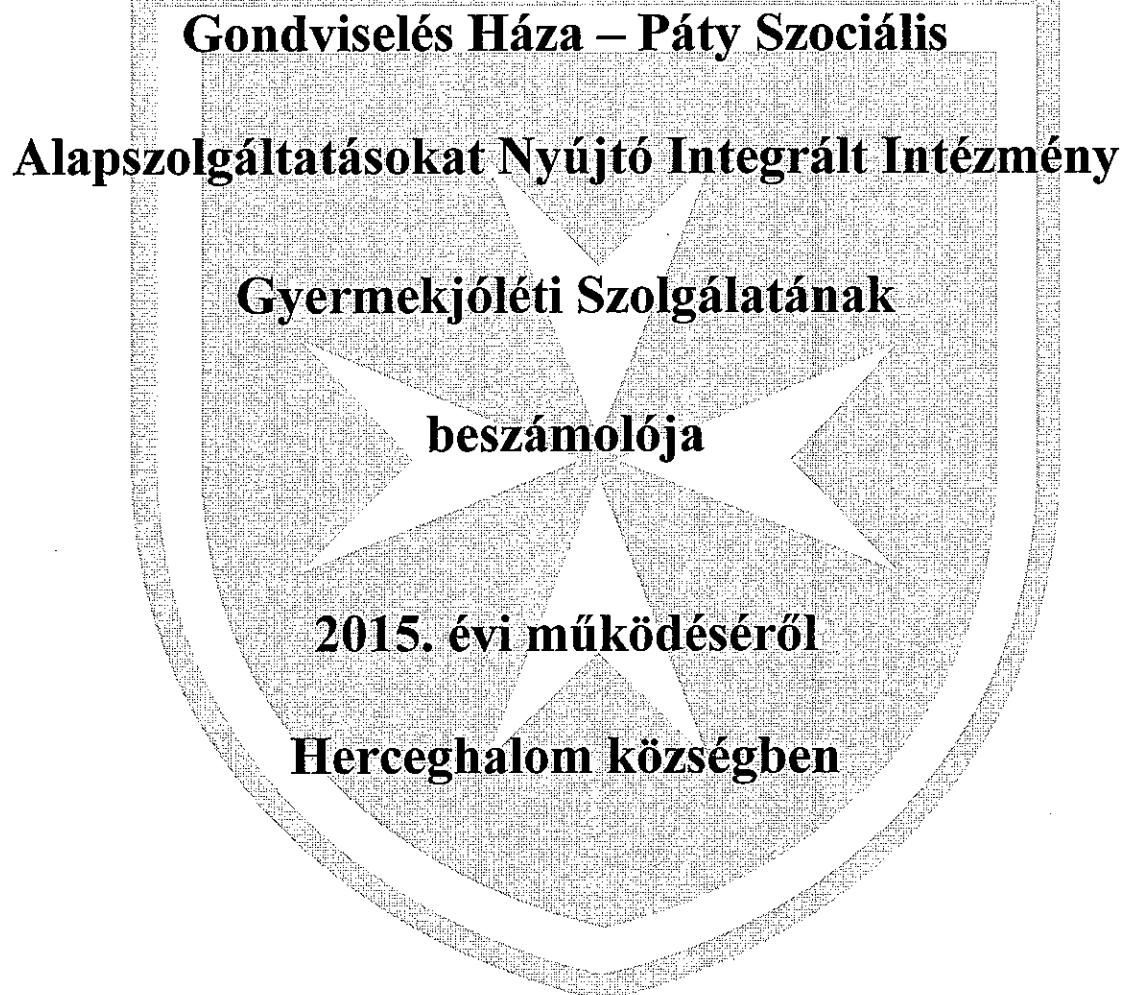 Gondviselés Háza – Páty Szociális
Alapszolgáltatásokat Nyújtó Integrált Intézmény
Gyermekjóléti Szolgálatának
beszámolója
2015. évi működéséről
Herceghalom községben